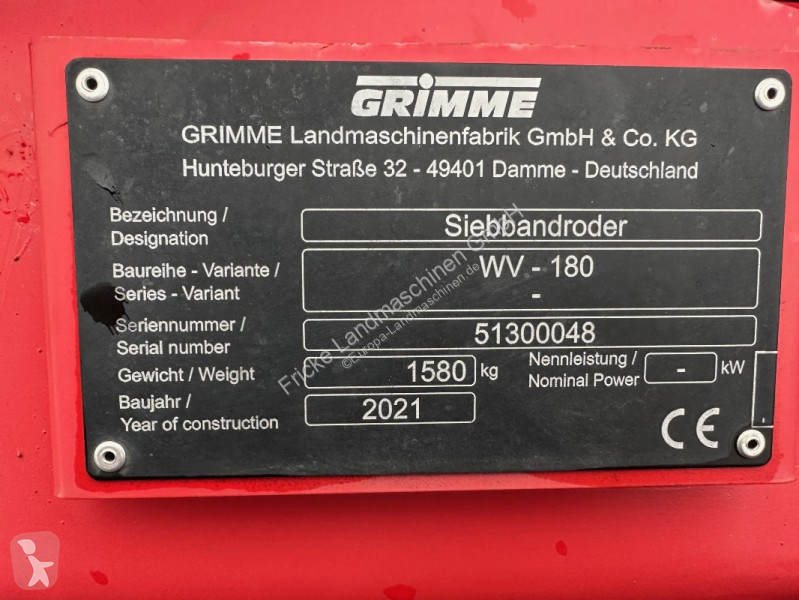 GRIMME
GRIMME Landmaschinenfabrik GmbH & Co. KG
Hunteburger Straße 32 - 49401 Damme - Deutschland
Bezeichnung /
Designation
Siebbandroder
Baureihe - Variante /
Series - Variant
WV - 180
-
Seriennummer /
Serial number
51300048
Gewicht / Weight
1580 kg
Nennleistung /
Nominal Power
- kW
Baujahr /
Year of construction
2021
CE
Fricke Landmaschinen GmbH
©Europa-Landmaschinen.de